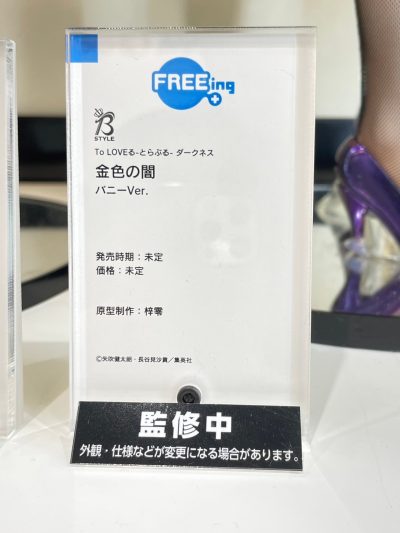 FREEing
B
STYLE
To LOVEる-とらぶる- ダークネス
金色の闇
バニーVer.
発売時期：未定
価格：未定
原型制作：梓澪
©矢吹健太朗・長谷見沙貴／集英社
監修中
外観・仕様などが変更になる場合があります。